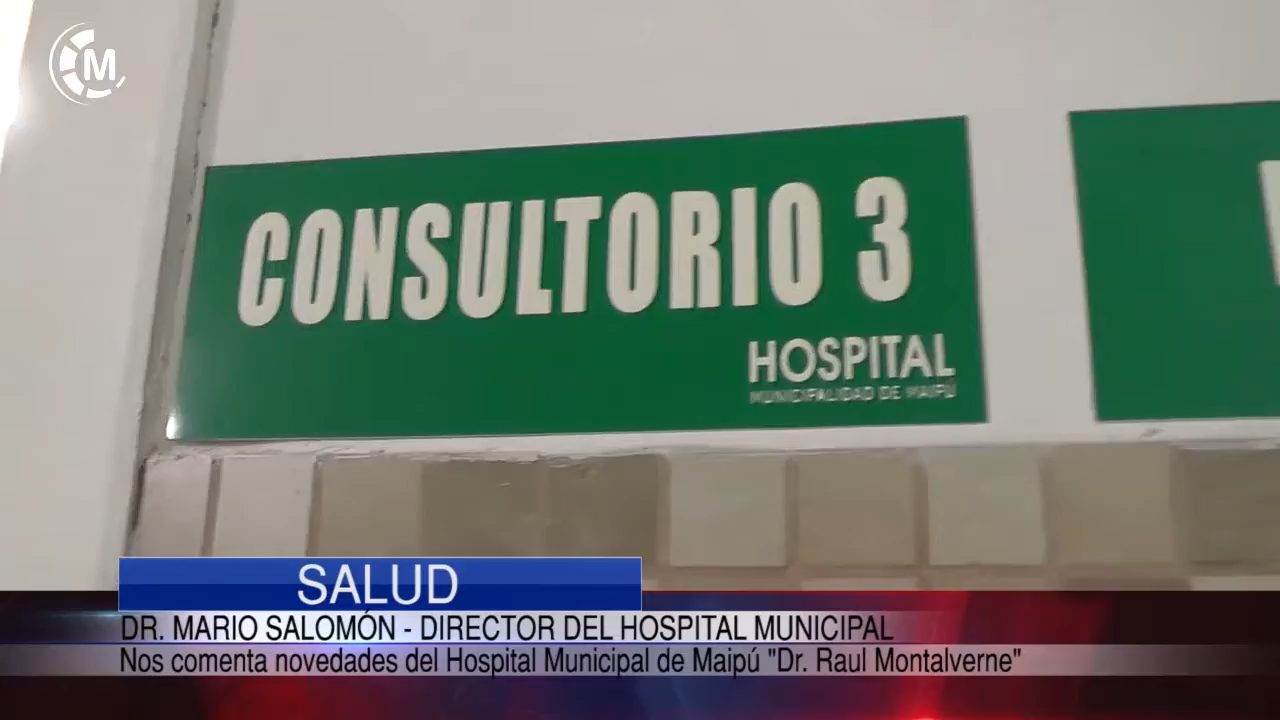 M
CONSULTORIO 3
HOSPITAL
MUNICIPALIDAD DE MAIPÚ
SALUD
DR. MARIO SALOMÓN - DIRECTOR DEL HOSPITAL MUNICIPAL
Nos comenta novedades del Hospital Municipal de Maipú "Dr. Raul Montalverne"